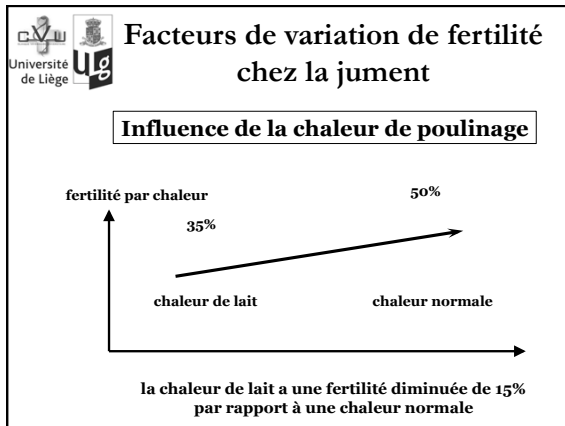 Facteurs de variation de fertilité
chez la jument
Université
de Liège
Influence de la chaleur de poulinage
fertilité par chaleur
50%
35%
chaleur de lait
chaleur normale
la chaleur de lait a une fertilité diminuée de 15%
par rapport à une chaleur normale